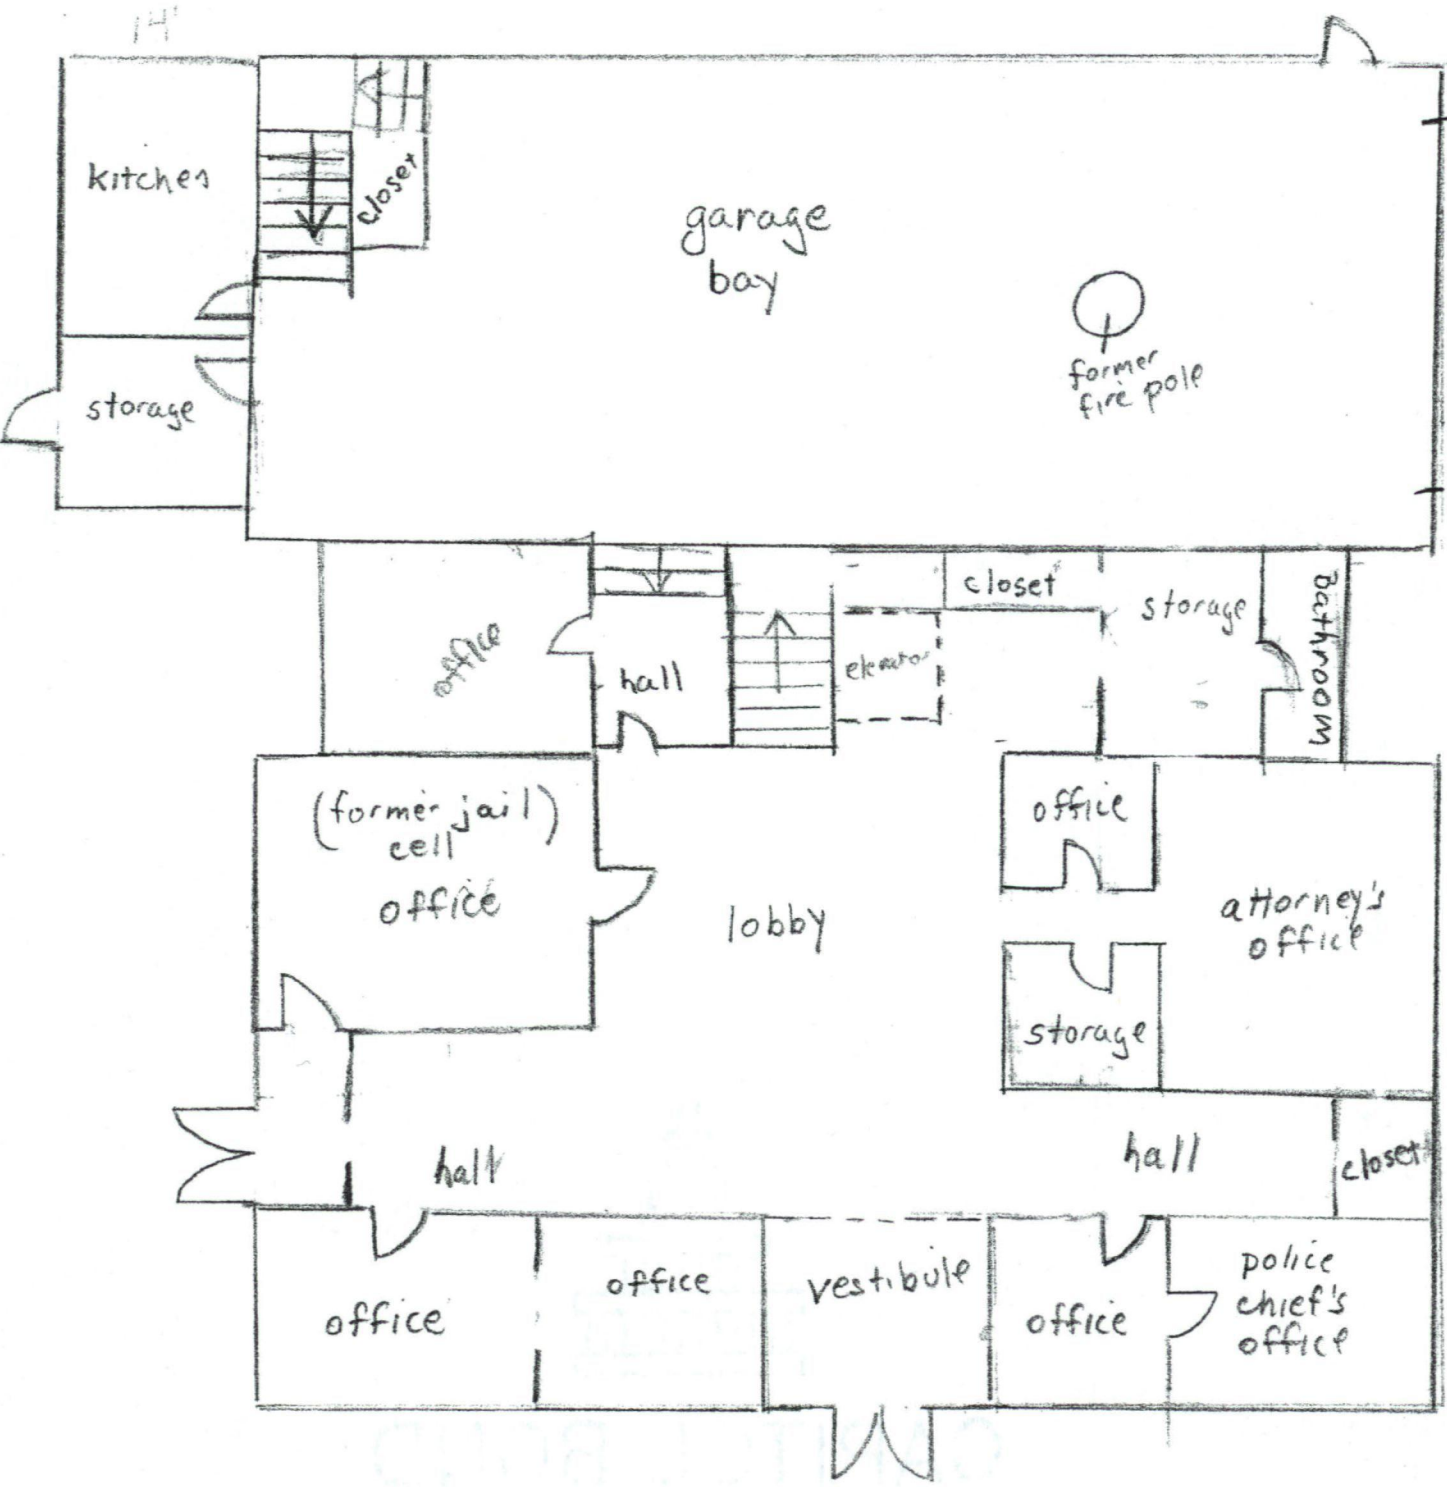 14'
kitchen
closet
garage
bay
former
fire pole
storage
office
hall
elevator
closet
storage
Bathroom
(former jail)
cell
office
lobby
office
attorney's
office
storage
hall
hall
closet
office
office
vestibule
office
police
chief's
office